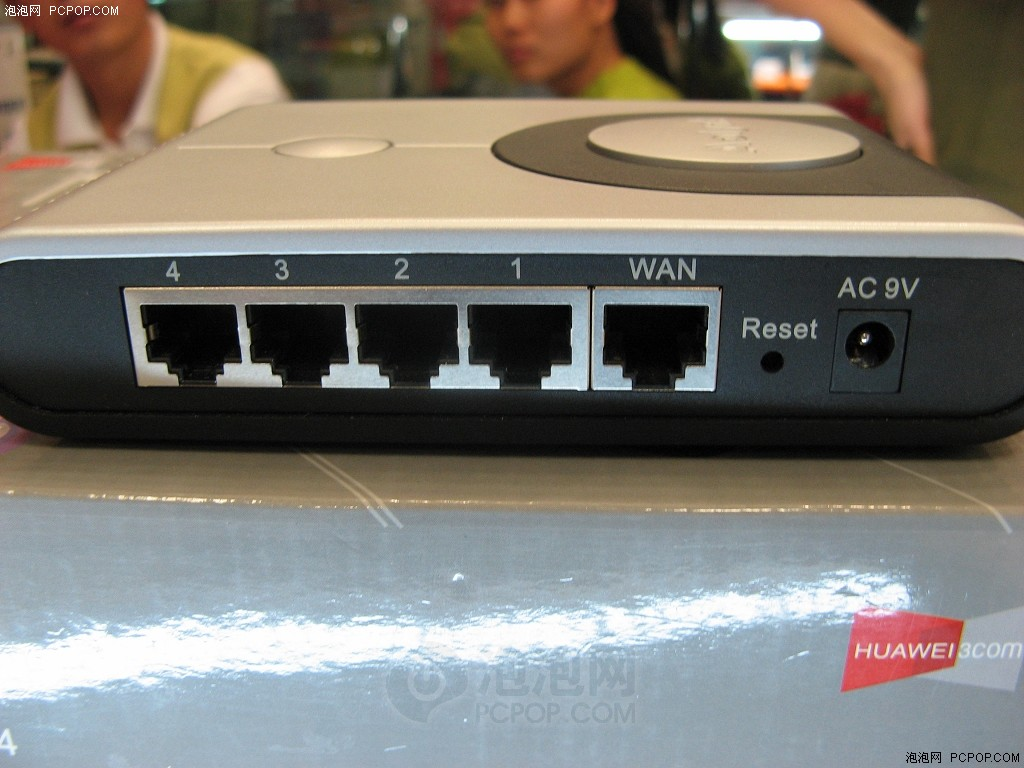 泡泡网 PCPOP.COM
4 3 2 1 WAN
AC 9V
Reset
HUAWEI 3com
泡泡网
PCPOP.COM
4
泡泡网 PCPOP.COM